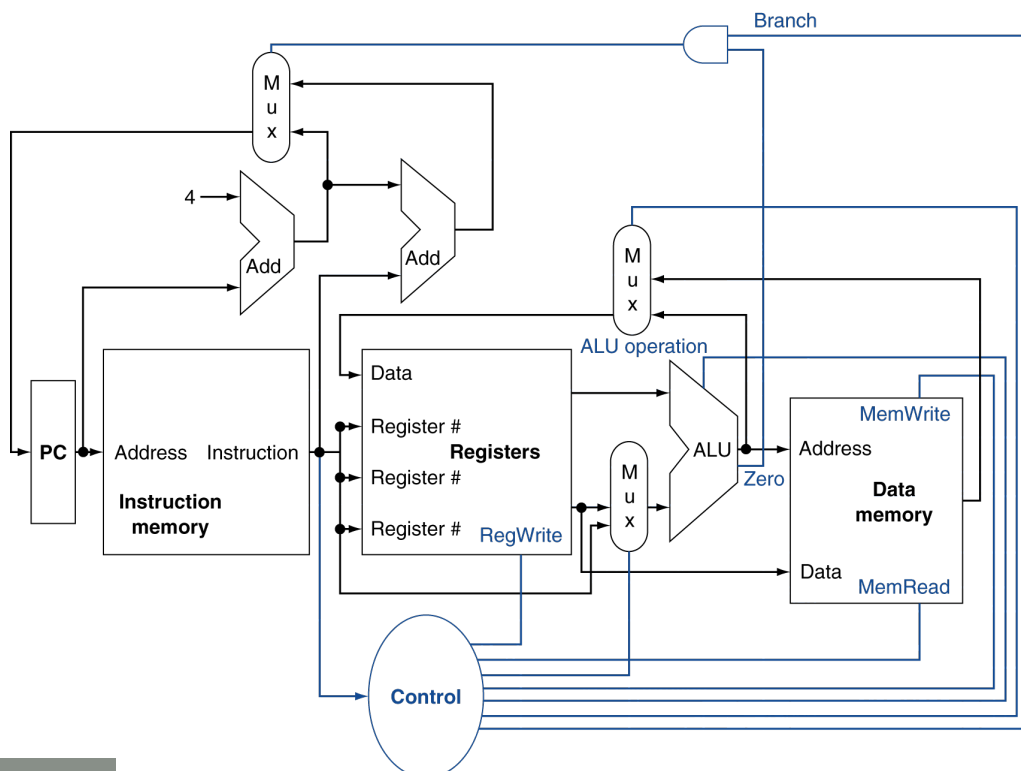 Branch
M
u
x
4
Add
Add
M
u
x
ALU operation
Data
Register #
Registers
Register #
Register #
RegWrite
PC
Address
Instruction
Instruction
memory
M
u
x
ALU
Zero
MemWrite
Address
Data
memory
Data
MemRead
Control